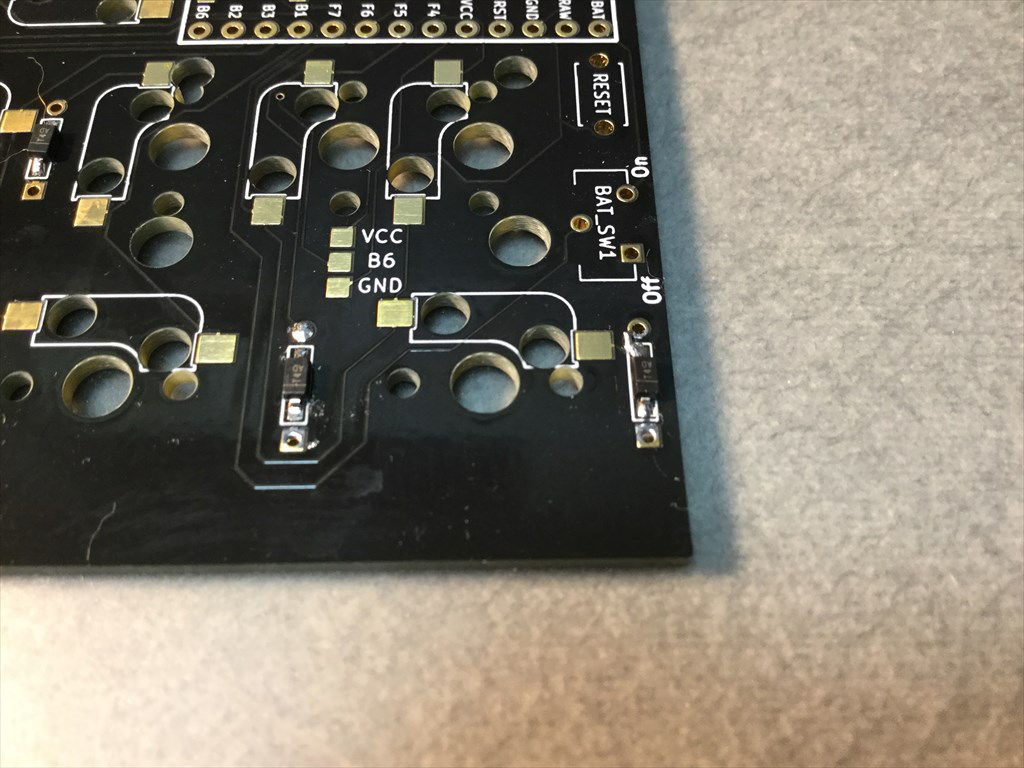 B6 B2 B3 B1 F7 F6 F5 F4 VCC RST GND RAW BAT
RESET
On
BAT_SW1
Off
VCC
B6
GND